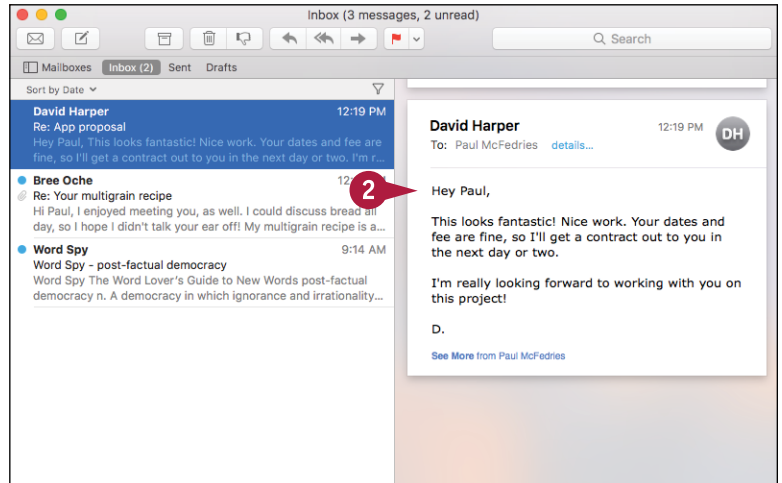 Inbox (3 messages, 2 unread)
Search
Mailboxes Inbox (2) Sent Drafts
Sort by Date
David Harper 12:19 PM
Re: App proposal
Hey Paul, This looks fantastic! Nice work. Your dates and fee are
fine, so I'll get a contract out to you in the next day or two. I'm r...
Bree Oche
Re: Your multigrain recipe
Hi Paul, I enjoyed meeting you, as well. I could discuss bread all
day, so I hope I didn't talk your ear off! My multigrain recipe is a...
Word Spy 9:14 AM
Word Spy - post-factual democracy
Word Spy The Word Lover's Guide to New Words post-factual
democracy n. A democracy in which ignorance and irrationality...
David Harper 12:19 PM DH
To: Paul McFedries details...
2
Hey Paul,
This looks fantastic! Nice work. Your dates and
fee are fine, so I'll get a contract out to you in
the next day or two.
I'm really looking forward to working with you on
this project!
D.
See More from Paul McFedries